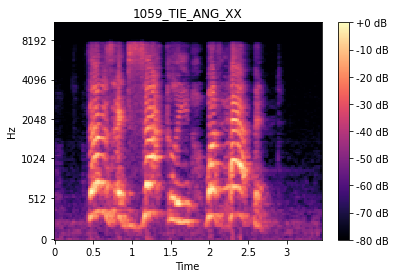 1059_TIE_ANG_XX
+0 dB
8192
-10 dB
4096
-20 dB
-30 dB
2048
Hz
-40 dB
1024
-50 dB
512
-60 dB
-70 dB
0
-80 dB
0 0.5 1 1.5 2 2.5 3
Time